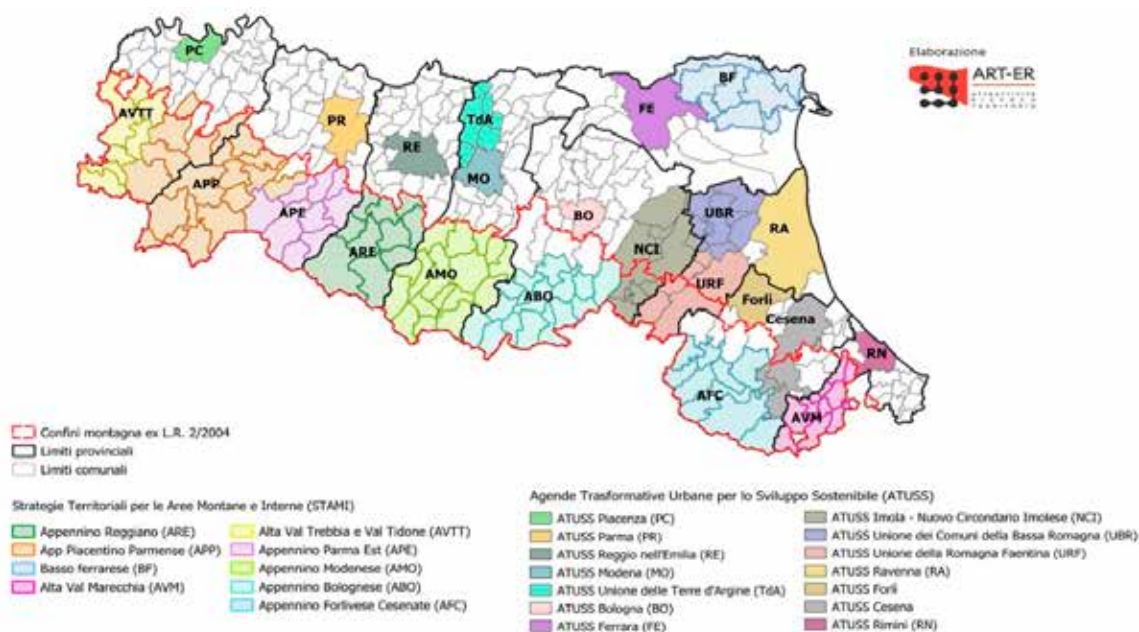 Elaborazione
ART-ER
PC
AVTT
PR
APP
APE
RE
TdA
MO
FE
BF
ARE
AMO
BO
ABO
NCI
UBR
RA
URF
Forlì
Cesena
RN
AFC
AVM
Confini montagna ex L.R. 2/2004
Limiti provinciali
Limiti comunali
Strategie Territoriali per le Aree Montane e Interne (STAMI)
Appennino Reggiano (ARE)
App Piacentino Parmense (APP)
Basso ferrarese (BF)
Alta Val Marecchia (AVM)
Alta Val Trebbia e Val Tidone (AVTT)
Appennino Parma Est (APE)
Appennino Modenese (AMO)
Appennino Bolognese (ABO)
Appennino Forlivese Cesenate (AFC)
Agende Trasformative Urbane per lo Sviluppo Sostenibile (ATUSS)
ATUSS Piacenza (PC)
ATUSS Parma (PR)
ATUSS Reggio nell'Emilia (RE)
ATUSS Modena (MO)
ATUSS Unione delle Terre d'Argine (TdA)
ATUSS Bologna (BO)
ATUSS Ferrara (FE)
ATUSS Imola - Nuovo Circondario Imolese (NCI)
ATUSS Unione dei Comuni della Bassa Romagna (UBR)
ATUSS Unione della Romagna Faentina (URF)
ATUSS Ravenna (RA)
ATUSS Forlì
ATUSS Cesena
ATUSS Rimini (RN)